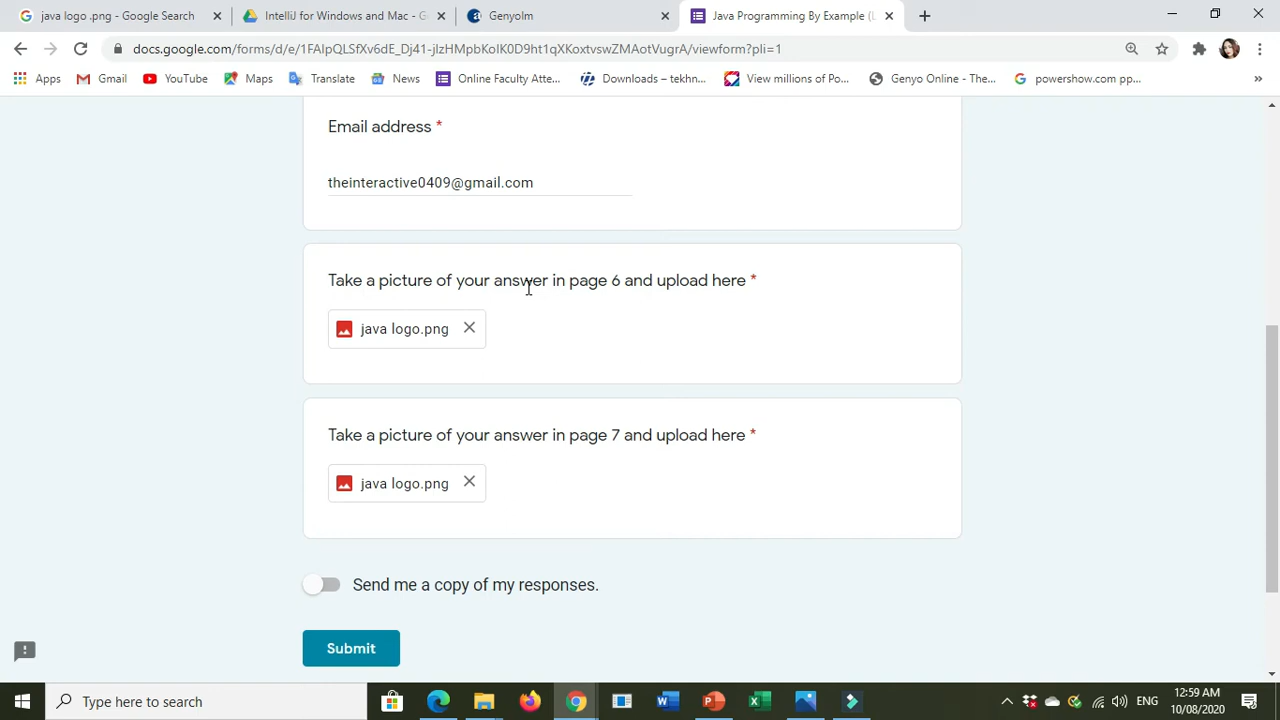 java logo .png - Google Search
IntelliJ for Windows and Mac - G
Genyolm
Java Programming By Example (L
docs.google.com/forms/d/e/1FAIpQLSfXv6dE_Dj41-jIzHMpbKoIK0D9ht1qXKoxtvswZMAotVugrA/viewform?pli=1
Apps
Gmail
YouTube
Maps
Translate
News
Online Faculty Atte...
Downloads – tekhn...
View millions of Po...
Genyo Online - The...
powershow.com pp...
»
Email address *
theinteractive0409@gmail.com
Take a picture of your answer in page 6 and upload here *
java logo.png
Take a picture of your answer in page 7 and upload here *
java logo.png
Send me a copy of my responses.
Submit
Type here to search
ENG
12:59 AM
10/08/2020